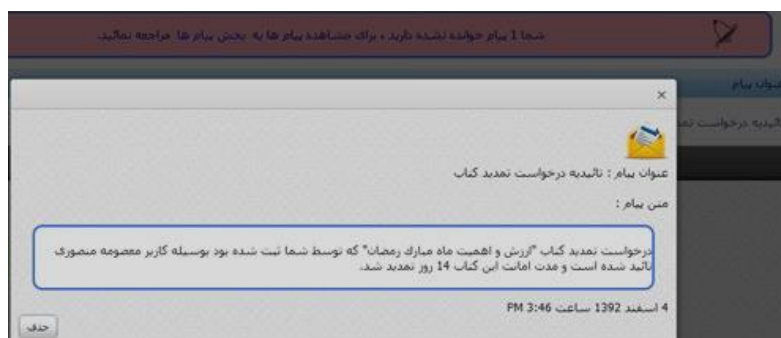 شما 1 پیام خوانده نشده دارید ، برای مشاهده پیام ها به بخش پیام ها مراجعه نمائید.
عنوان پیام
تائیدیه درخواست تمد
×
عنوان پیام : تائیدیه درخواست تمدید کتاب
متن پیام :
درخواست تمدید کتاب "ارزش و اهمیت ماه مبارك رمضان" که توسط شما ثبت شده بود بوسیله کاربر معصومه منصوری
تائید شده است و مدت امانت این کتاب 14 روز تمدید شد.
4 اسفند 1392 ساعت 3:46 PM
حذف